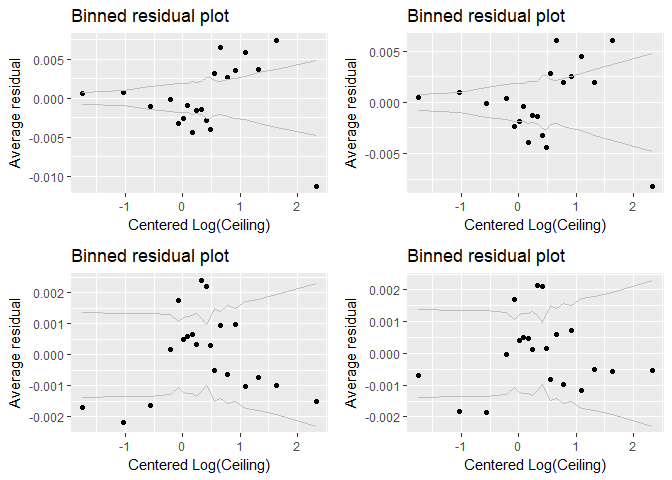 Binned residual plot
Average residual
0.005
0.000
-0.005
-0.010
-1
0
1
2
Centered Log(Ceiling)
Binned residual plot
Average residual
0.005
0.000
-0.005
-1
0
1
2
Centered Log(Ceiling)
Binned residual plot
Average residual
0.002
0.001
0.000
-0.001
-0.002
-1
0
1
2
Centered Log(Ceiling)
Binned residual plot
Average residual
0.002
0.001
0.000
-0.001
-0.002
-1
0
1
2
Centered Log(Ceiling)